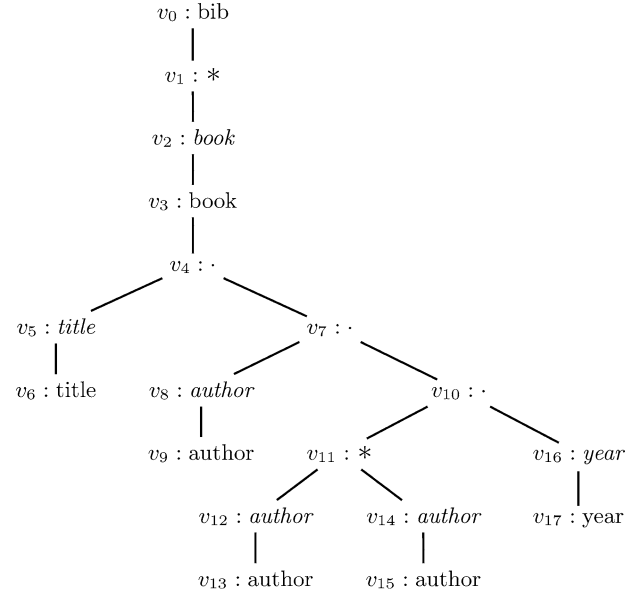 v₀ : bib
v₁ : *
v₂ : book
v₃ : book
v₄ : ·
v₅ : title v₇ : ·
v₆ : title v₈ : author v₁₀ : ·
v₉ : author v₁₁ : * v₁₆ : year
v₁₂ : author v₁₄ : author v₁₇ : year
v₁₃ : author v₁₅ : author